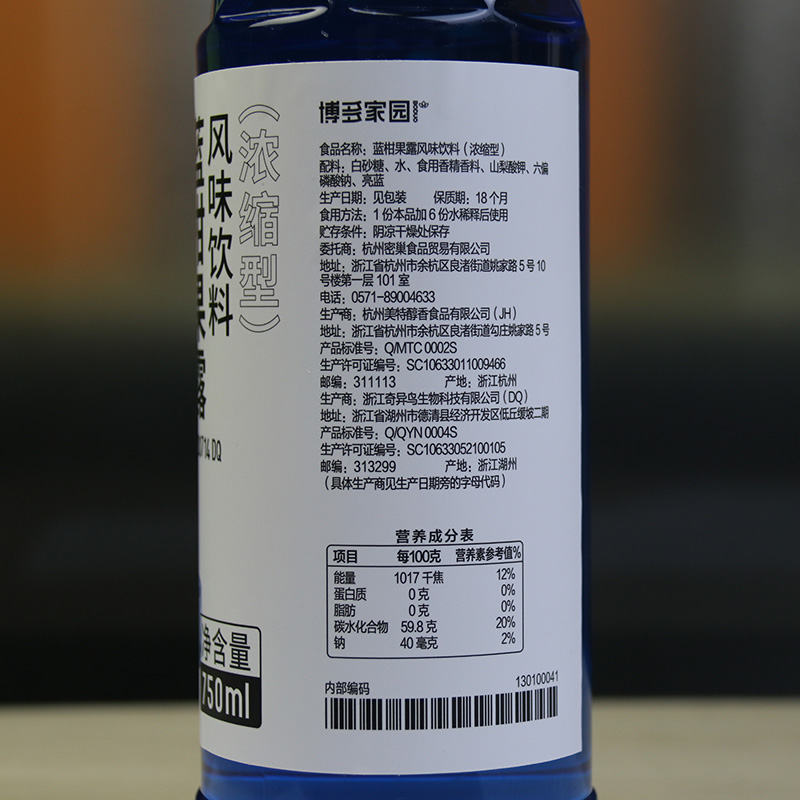 博多家园
食品名称：蓝柑果露风味饮料（浓缩型）
配料：白砂糖、水、食用香精香料、山梨酸钾、六偏
磷酸钠、亮蓝
生产日期：见包装 保质期：18个月
食用方法：1份本品加6份水稀释后使用
贮存条件：阴凉干燥处保存
委托商：杭州密巢食品贸易有限公司
地址：浙江省杭州市余杭区良渚街道姚家路5号10
号楼第一层101室
电话：0571-89004633
生产商：杭州美特醇香食品有限公司（JH）
地址：浙江省杭州市余杭区良渚街道勾庄姚家路5号
产品标准号：Q/MTC 0002S
生产许可证编号：SC10633011009466
邮编：311113 产地：浙江杭州
生产商：浙江奇异鸟生物科技有限公司（DQ）
地址：浙江省湖州市德清县经济开发区低丘缓坡二期
产品标准号：Q/QYN 0004S
生产许可证编号：SC10633052100105
邮编：313299 产地：浙江湖州
（具体生产商见生产日期旁的字母代码）
营养成分表
项目 每100克 营养素参考值%
能量 1017千焦 12%
蛋白质 0克 0%
脂肪 0克 0%
碳水化合物 59.8克 20%
钠 40毫克 2%
内部编码 130100041
（浓缩型）
风味饮料
蓝柑果露
714 DQ
净含量
750ml